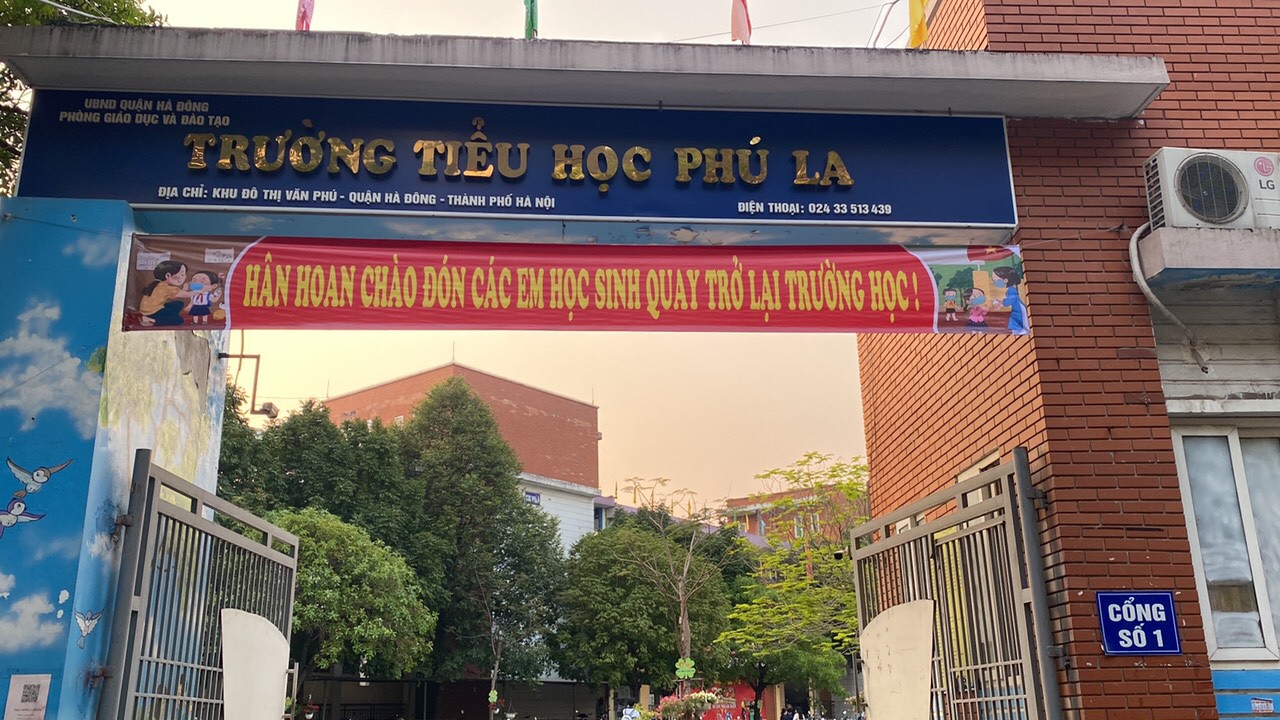 UBND QUẬN HÀ ĐÔNG
PHÒNG GIÁO DỤC VÀ ĐÀO TẠO
TRƯỜNG TIỂU HỌC PHÚ LA
ĐỊA CHỈ: KHU ĐÔ THỊ VĂN PHÚ - QUẬN HÀ ĐÔNG - THÀNH PHỐ HÀ NỘI
ĐIỆN THOẠI: 024 33 513 439
HÂN HOAN CHÀO ĐÓN CÁC EM HỌC SINH QUAY TRỞ LẠI TRƯỜNG HỌC !
LG
CỔNG
SỐ 1